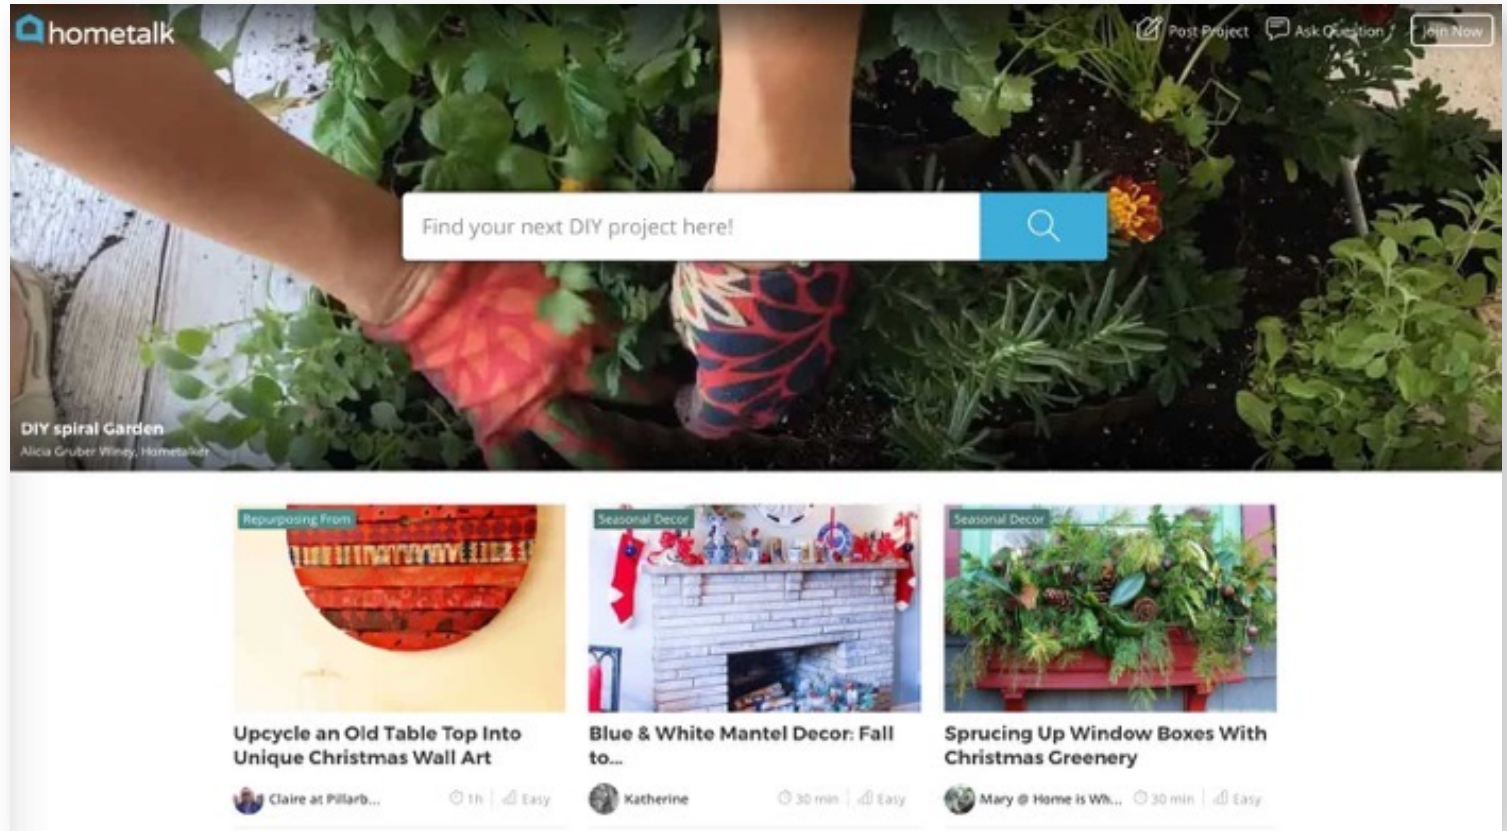 hometalk
Post Project
Ask Question
Join Now
Find your next DIY project here!
DIY spiral Garden
Alicia Gruber Winey, Hometalker
Repurposing From
Seasonal Decor
Seasonal Decor
Upcycle an Old Table Top Into
Unique Christmas Wall Art
Blue & White Mantel Decor: Fall
to...
Sprucing Up Window Boxes With
Christmas Greenery
Claire at Pillarb...
1h
Easy
Katherine
30 min
Easy
Mary @ Home is Wh...
30 min
Easy